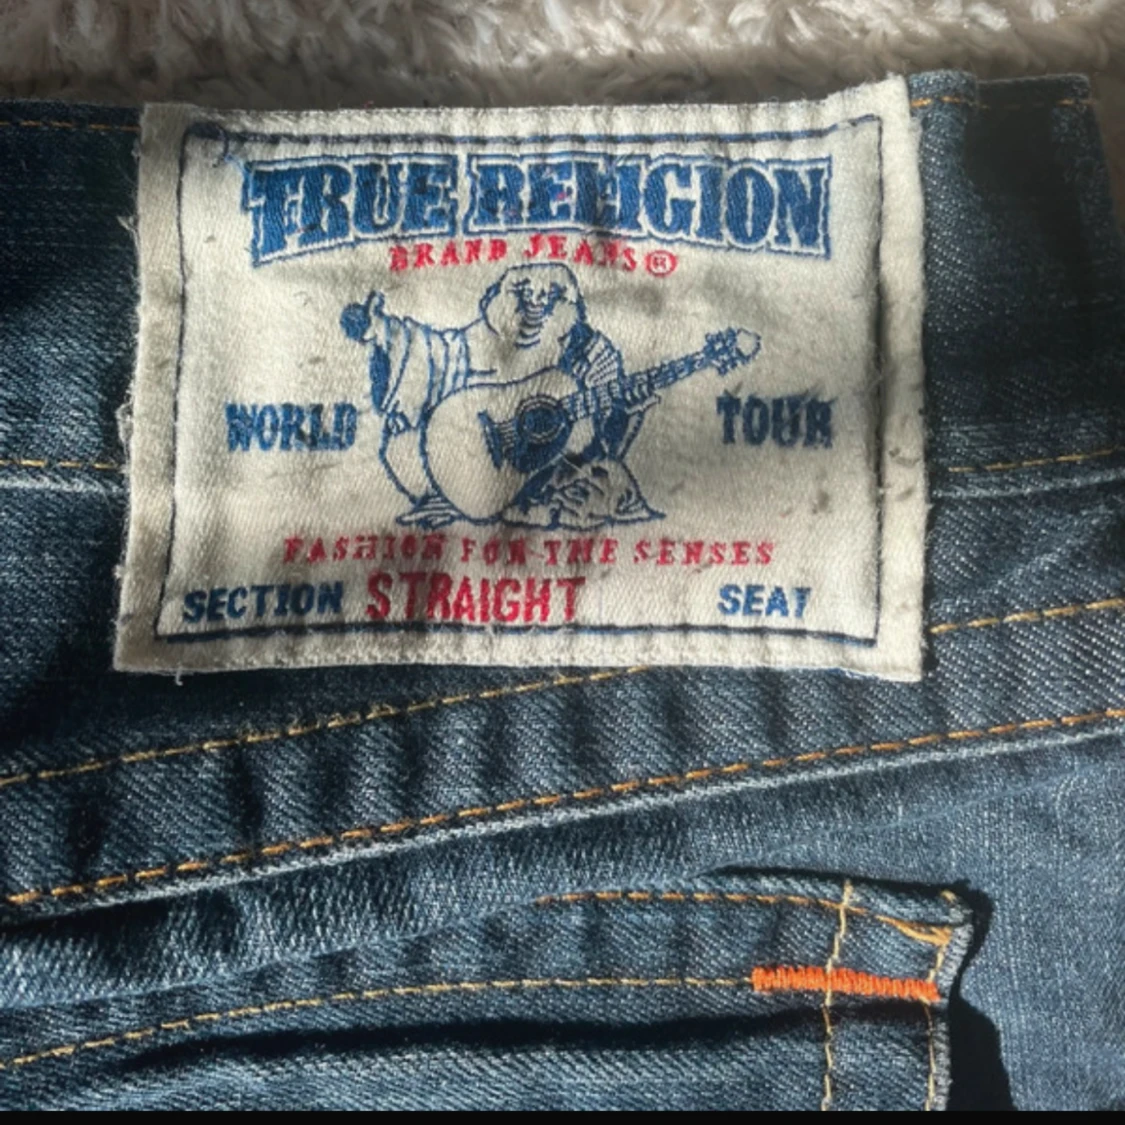 TRUE RELIGION
BRAND JEANS®
WORLD TOUR
FASHION FOR THE SENSES
SECTION STRAIGHT SEAT